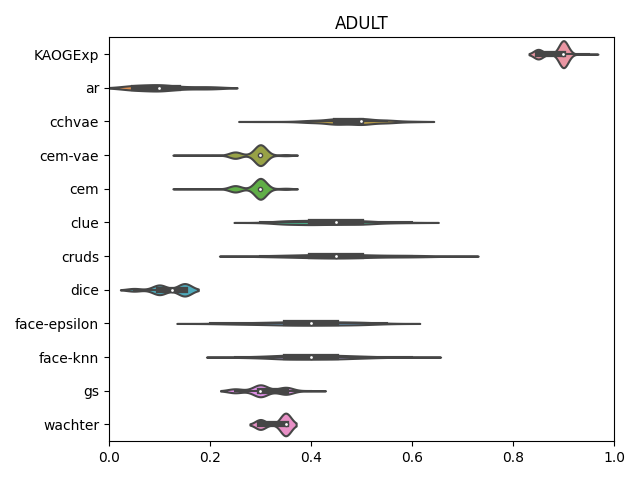 ADULT
KAOGExp
ar
cchvae
cem-vae
cem
clue
cruds
dice
face-epsilon
face-knn
gs
wachter
0.0 0.2 0.4 0.6 0.8 1.0